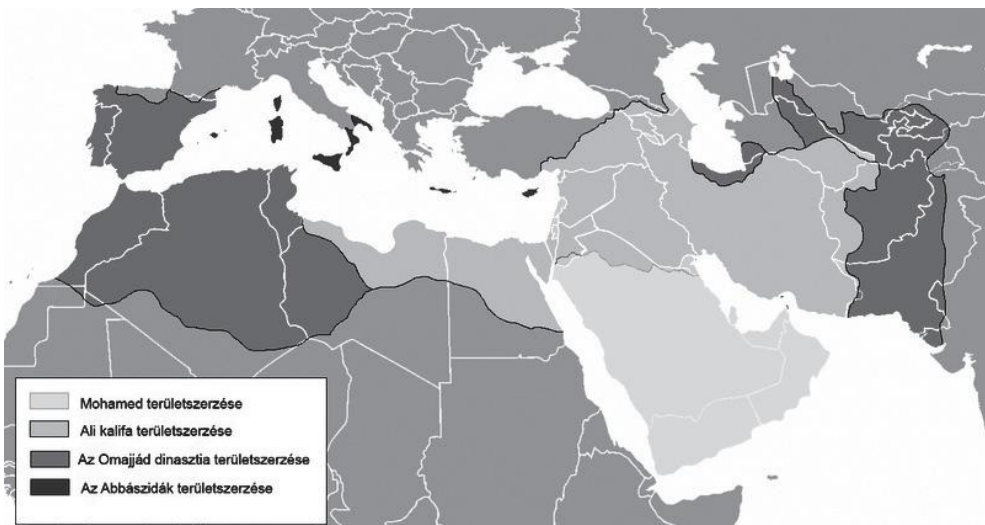 Mohamed területszerzése
Ali kalifa területszerzése
Az Omajjád dinasztia területszerzése
Az Abbászidák területszerzése